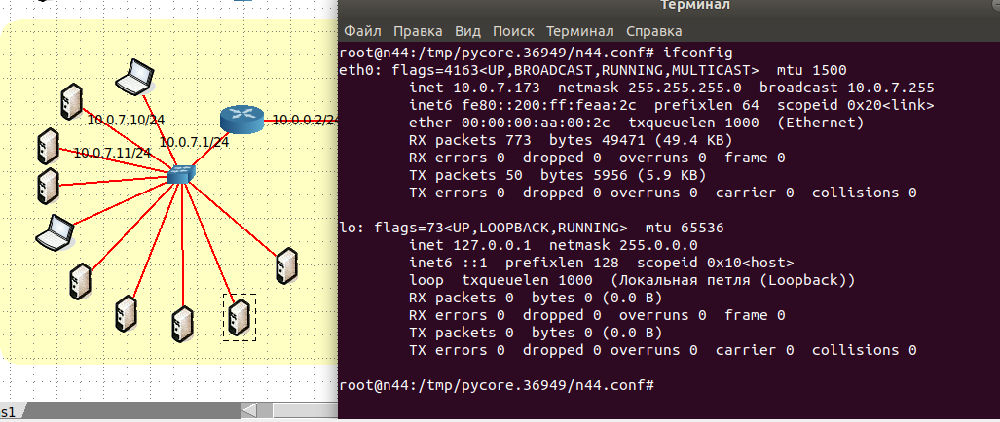 Терминал
Файл Правка Вид Поиск Терминал Справка
root@n44:/tmp/pycore.36949/n44.conf# ifconfig
eth0: flags=4163<UP,BROADCAST,RUNNING,MULTICAST>  mtu 1500
        inet 10.0.7.173  netmask 255.255.255.0  broadcast 10.0.7.255
        inet6 fe80::200:ff:feaa:2c  prefixlen 64  scopeid 0x20<link>
        ether 00:00:00:aa:00:2c  txqueuelen 1000  (Ethernet)
        RX packets 773  bytes 49471 (49.4 KB)
        RX errors 0  dropped 0  overruns 0  frame 0
        TX packets 50  bytes 5956 (5.9 KB)
        TX errors 0  dropped 0 overruns 0  carrier 0  collisions 0
lo: flags=73<UP,LOOPBACK,RUNNING>  mtu 65536
        inet 127.0.0.1  netmask 255.0.0.0
        inet6 ::1  prefixlen 128  scopeid 0x10<host>
        loop  txqueuelen 1000  (Локальная петля (Loopback))
        RX packets 0  bytes 0 (0.0 B)
        RX errors 0  dropped 0  overruns 0  frame 0
        TX packets 0  bytes 0 (0.0 B)
        TX errors 0  dropped 0 overruns 0  carrier 0  collisions 0
root@n44:/tmp/pycore.36949/n44.conf#
10.0.7.10/24
10.0.0.2/24
10.0.7.1/24
10.0.7.11/24
s1